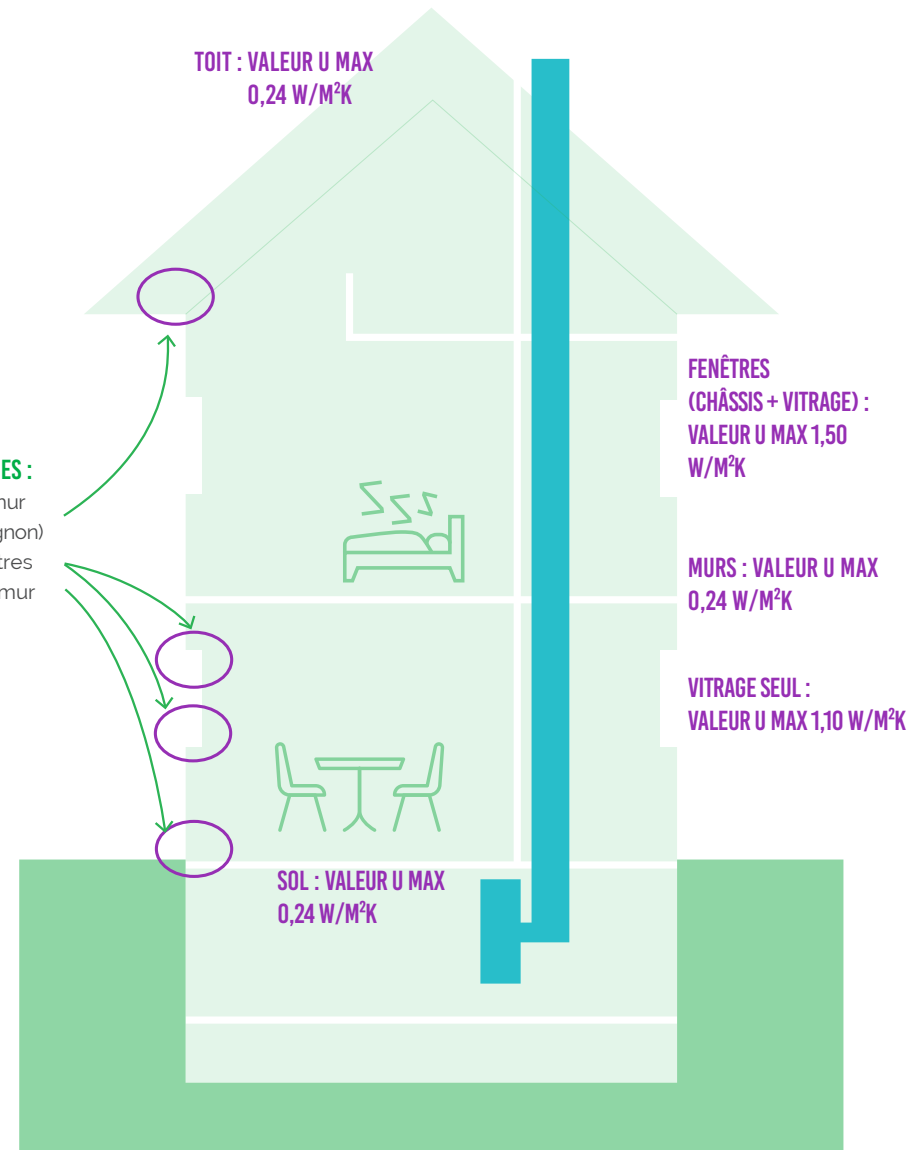 TOIT : VALEUR U MAX
0,24 W/M²K
FENÊTRES
(CHÂSSIS + VITRAGE) :
VALEUR U MAX 1,50
W/M²K
ES :
nur
gnon)
tres
mur
MURS : VALEUR U MAX
0,24 W/M²K
VITRAGE SEUL :
VALEUR U MAX 1,10 W/M²K
SOL : VALEUR U MAX
0,24 W/M²K